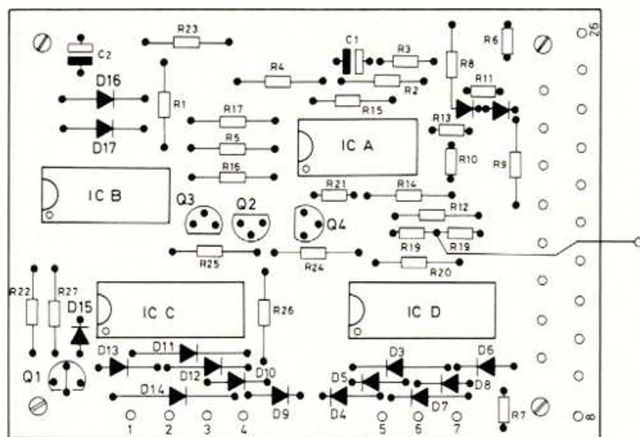 R23
C2
C1
R3
R6
26
R8
D16
R4
R2
R11
R1
R17
R15
R13
D17
R5
IC A
R16
R10
R9
IC B
Q3
Q2
R21
R14
Q4
R12
R19
R19
R25
R24
R20
R22
R27
D15
IC C
R26
IC D
D11
D13
D12
D10
D3
D6
D5
D8
Q1
D14
D9
D4
D7
R7
1
2
3
4
5
6
7
8